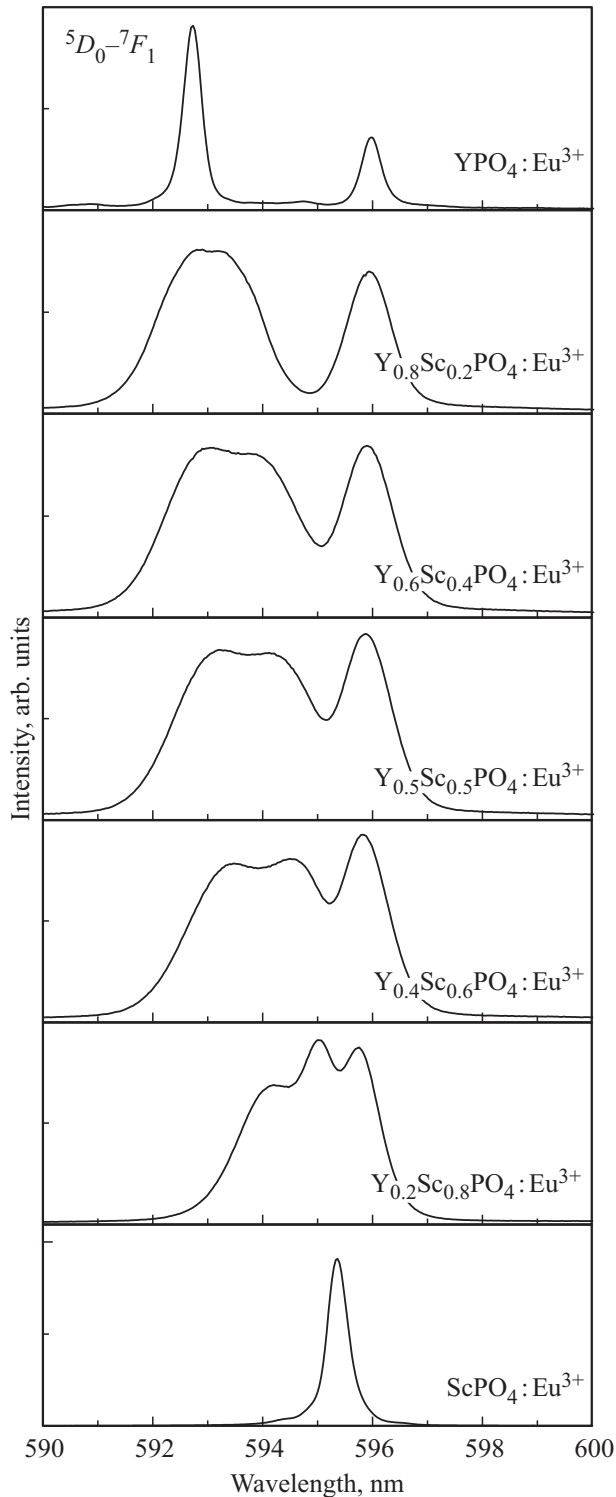 ⁵D₀–⁷F₁
YPO₄:Eu³⁺
Y₀.₈Sc₀.₂PO₄:Eu³⁺
Y₀.₆Sc₀.₄PO₄:Eu³⁺
Y₀.₅Sc₀.₅PO₄:Eu³⁺
Y₀.₄Sc₀.₆PO₄:Eu³⁺
Y₀.₂Sc₀.₈PO₄:Eu³⁺
ScPO₄:Eu³⁺
Intensity, arb. units
590 592 594 596 598 600
Wavelength, nm